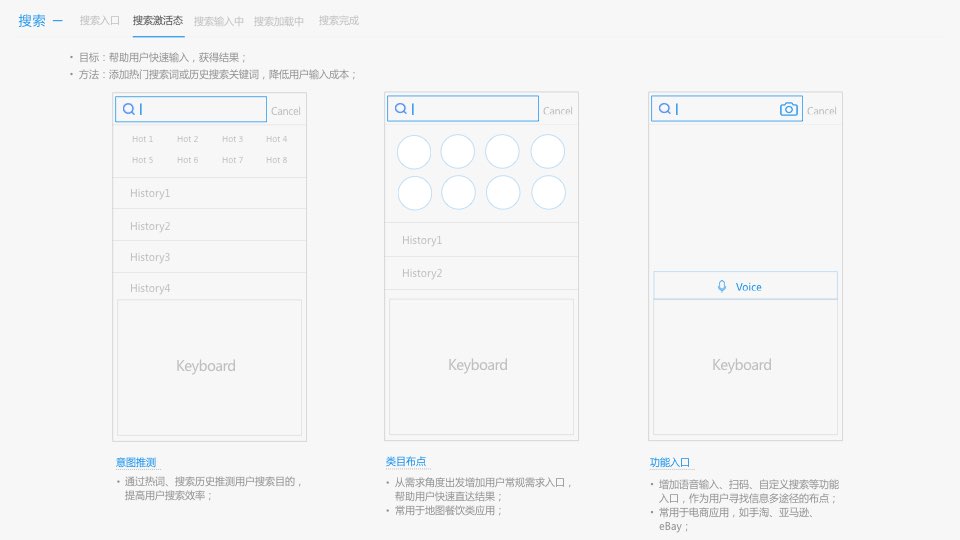 搜索 一
搜索入口 搜索激活态 搜索输入中 搜索加载中 搜索完成
• 目标：帮助用户快速输入，获得结果；
• 方法：添加热门搜索词或历史搜索关键词，降低用户输入成本；
Cancel
Hot 1 Hot 2 Hot 3 Hot 4
Hot 5 Hot 6 Hot 7 Hot 8
History1
History2
History3
History4
Keyboard
意图推测
• 通过热词、搜索历史推测用户搜索目的，
提高用户搜索效率；
Cancel
History1
History2
Keyboard
类目布点
• 从需求角度出发增加用户常规需求入口，
帮助用户快速直达结果；
• 常用于地图餐饮类应用；
Cancel
Voice
Keyboard
功能入口
• 增加语音输入、扫码、自定义搜索等功能
入口，作为用户寻找信息多途径的布点；
• 常用于电商应用，如手淘、亚马逊、
eBay；